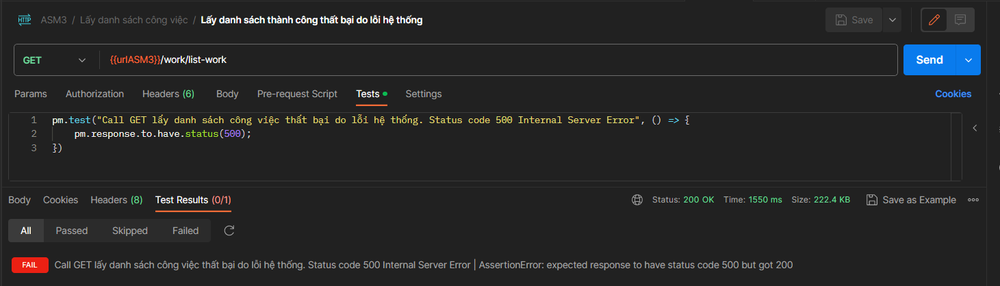 HTTP ASM3 / Lấy danh sách công việc / Lấy danh sách thành công thất bại do lỗi hệ thống Save
GET {{urlASM3}}/work/list-work Send
Params Authorization Headers (6) Body Pre-request Script Tests Settings Cookies
1 pm.test("Call GET lấy danh sách công việc thất bại do lỗi hệ thống. Status code 500 Internal Server Error", () => {
2 pm.response.to.have.status(500);
3 })
Body Cookies Headers (8) Test Results (0/1) Status: 200 OK Time: 1550 ms Size: 222.4 KB Save as Example
All Passed Skipped Failed
FAIL Call GET lấy danh sách công việc thất bại do lỗi hệ thống. Status code 500 Internal Server Error | AssertionError: expected response to have status code 500 but got 200